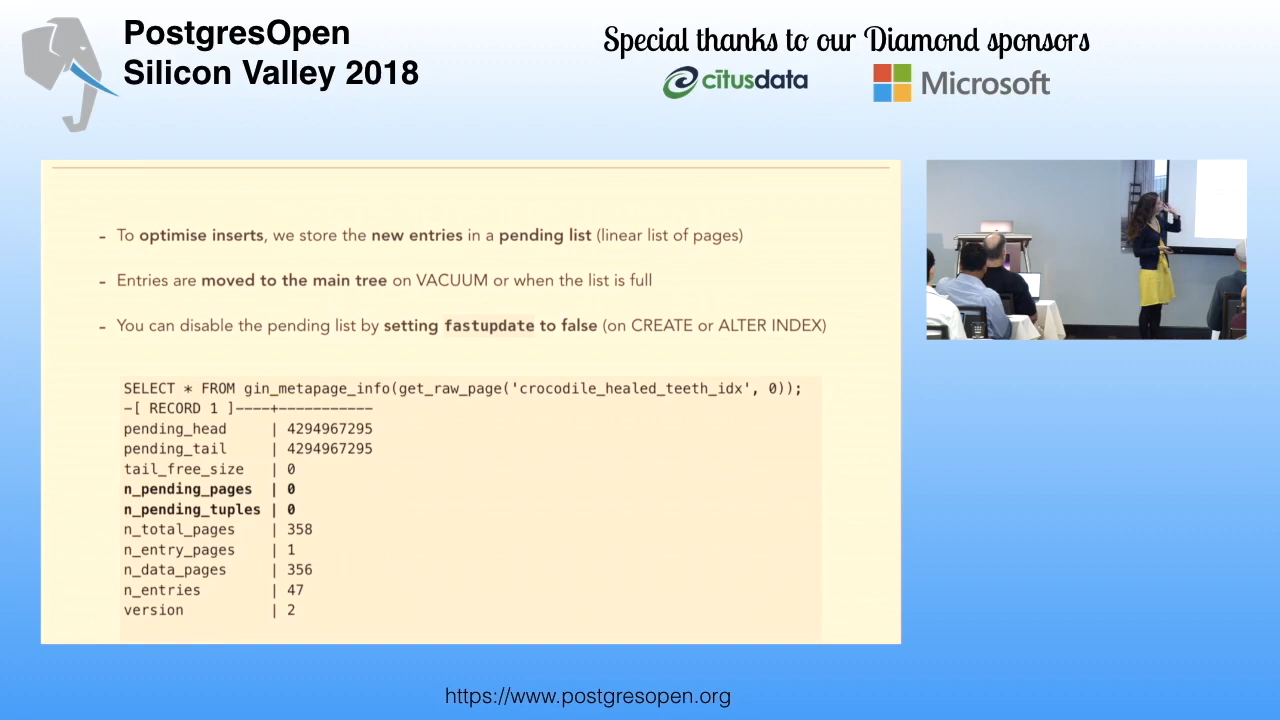 PostgresOpen
Silicon Valley 2018
Special thanks to our Diamond sponsors
citusdata
Microsoft
- To optimise inserts, we store the new entries in a pending list (linear list of pages)
- Entries are moved to the main tree on VACUUM or when the list is full
- You can disable the pending list by setting fastupdate to false (on CREATE or ALTER INDEX)
SELECT * FROM gin_metapage_info(get_raw_page('crocodile_healed_teeth_idx', 0));
-[ RECORD 1 ]----+-----------
pending_head | 4294967295
pending_tail | 4294967295
tail_free_size | 0
n_pending_pages | 0
n_pending_tuples | 0
n_total_pages | 358
n_entry_pages | 1
n_data_pages | 356
n_entries | 47
version | 2
https://www.postgresopen.org